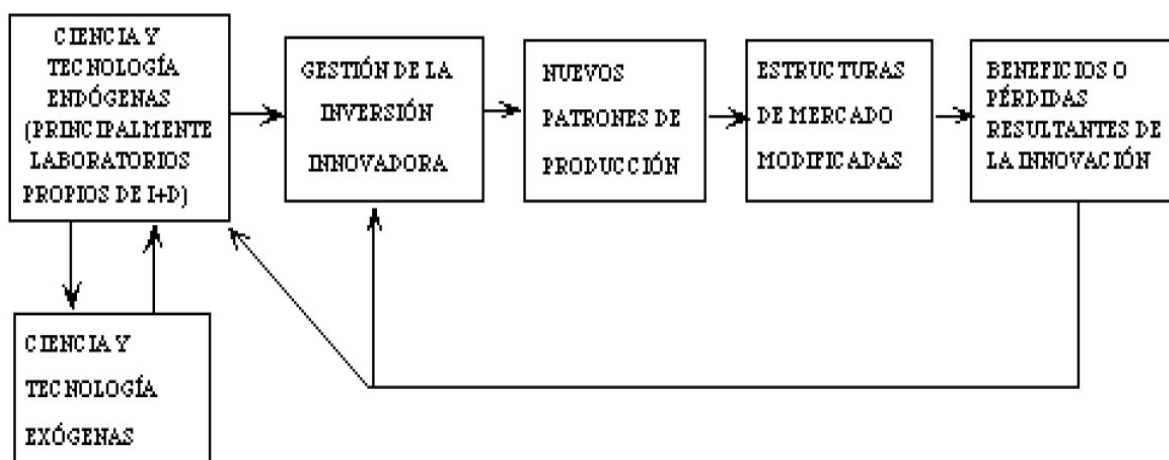 CIENCIA Y
TECNOLOGÍA
ENDÓGENAS
(PRINCIPALMENTE
LABORATORIOS
PROPIOS DE I+D)
GESTIÓN DE LA
INVERSIÓN
INNOVADORA
NUEVOS
PATRONES DE
PRODUCCIÓN
ESTRUCTURAS
DE MERCADO
MODIFICADAS
BENEFICIOS O
PÉRDIDAS
RESULTANTES DE
LA INNOVACIÓN
CIENCIA Y
TECNOLOGÍA
EXÓGENAS